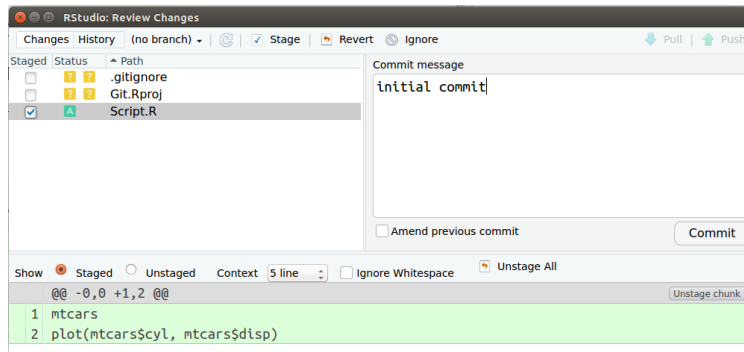 RStudio: Review Changes
Changes History (no branch) Stage Revert Ignore Pull Push
Staged Status Path
? ? .gitignore
? ? Git.Rproj
A Script.R
Commit message
initial commit
Amend previous commit
Commit
Show Staged Unstaged Context 5 line Ignore Whitespace Unstage All
@@ -0,0 +1,2 @@ Unstage chunk
1 mtcars
2 plot(mtcars$cyl, mtcars$disp)